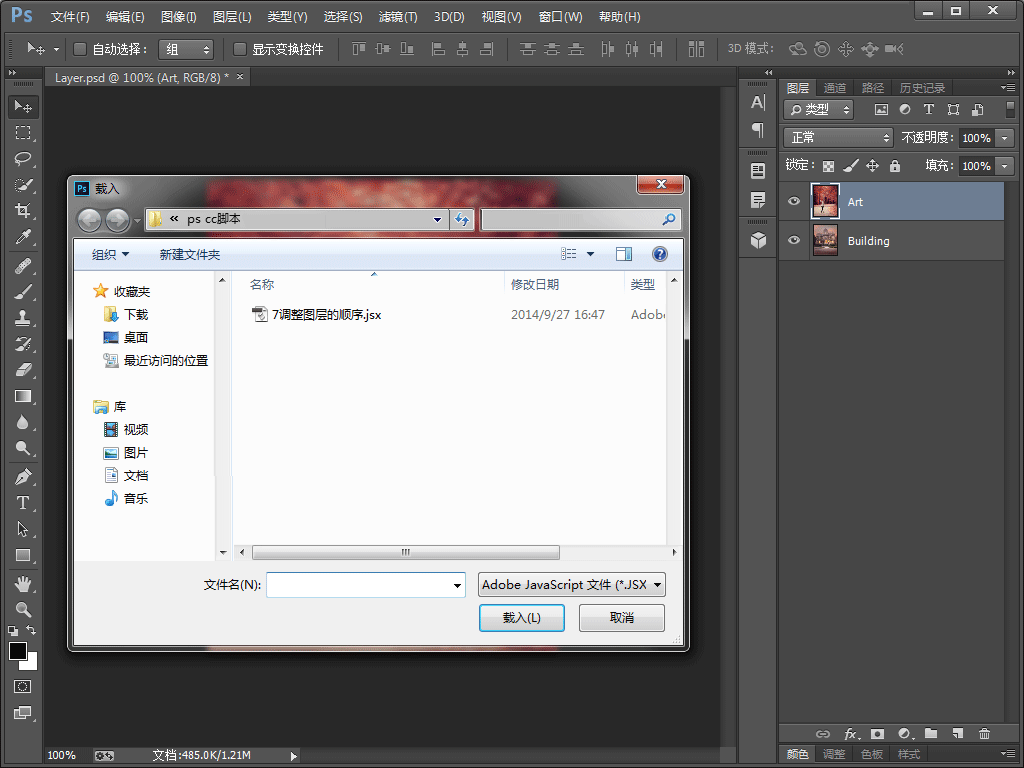 Ps 文件(F) 编辑(E) 图像(I) 图层(L) 类型(Y) 选择(S) 滤镜(T) 3D(D) 视图(V) 窗口(W) 帮助(H)
自动选择： 组 显示变换控件 3D 模式：
Layer.psd @ 100% (Art, RGB/8) * ×
图层 通道 路径 历史记录
类型
正常 不透明度： 100%
锁定： 填充： 100%
Art
Building
Ps 载入
« ps cc脚本
组织 新建文件夹
收藏夹
下载
桌面
最近访问的位置
库
视频
图片
文档
音乐
名称 修改日期 类型
7调整图层的顺序.jsx 2014/9/27 16:47 Adob
文件名(N): Adobe JavaScript 文件 (*.JSX
载入(L) 取消
100% 文档:485.0K/1.21M
颜色 调整 色板 样式